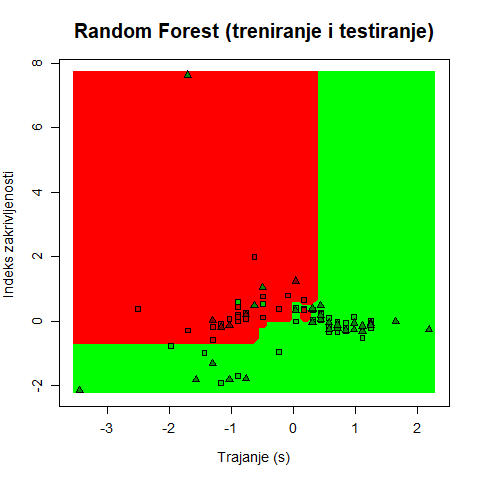 Random Forest (treniranje i testiranje)
Indeks zakrivljenosti
8
6
4
2
0
-2
-3 -2 -1 0 1 2
Trajanje (s)